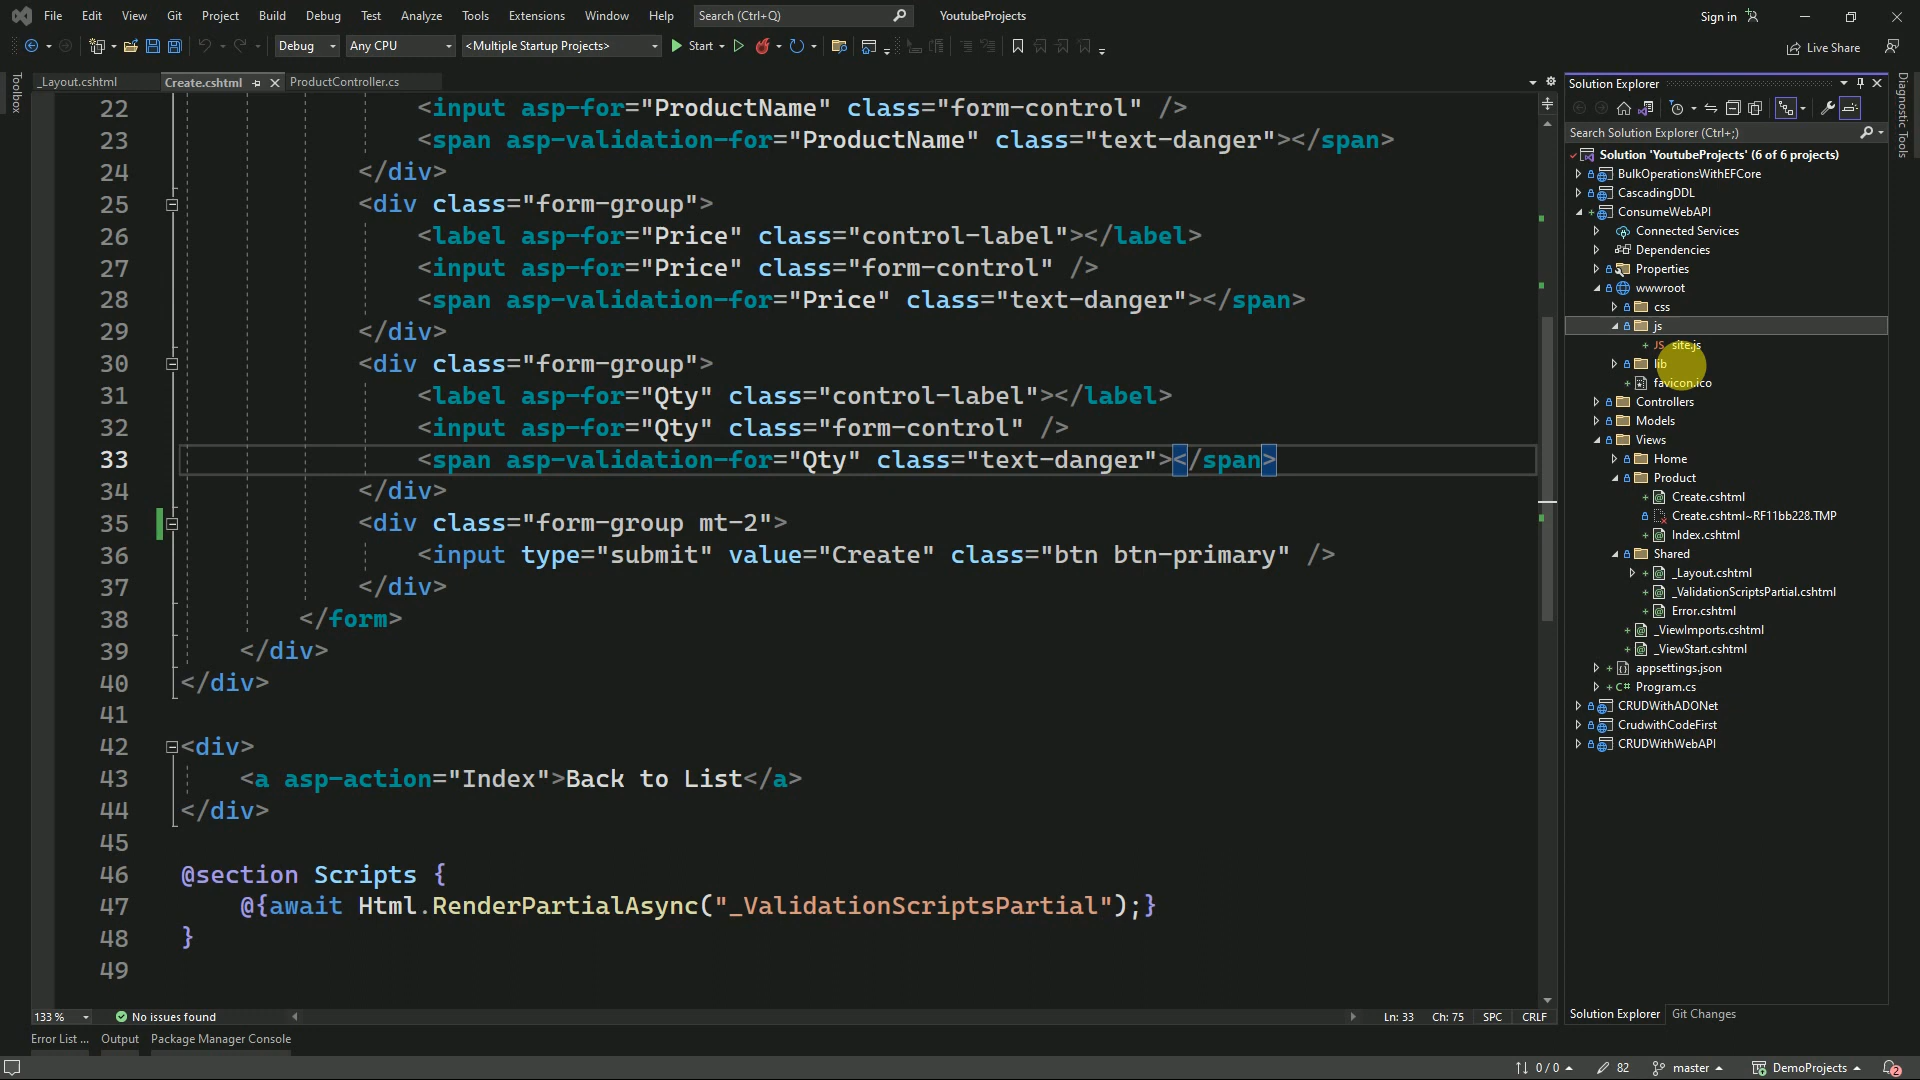 File Edit View Git Project Build Debug Test Analyze Tools Extensions Window Help Search (Ctrl+Q) YoutubeProjects Sign in
Debug Any CPU <Multiple Startup Projects> Start Live Share
Toolbox
_Layout.cshtml Create.cshtml ProductController.cs
22 <input asp-for="ProductName" class="form-control" />
23 <span asp-validation-for="ProductName" class="text-danger"></span>
24 </div>
25 <div class="form-group">
26 <label asp-for="Price" class="control-label"></label>
27 <input asp-for="Price" class="form-control" />
28 <span asp-validation-for="Price" class="text-danger"></span>
29 </div>
30 <div class="form-group">
31 <label asp-for="Qty" class="control-label"></label>
32 <input asp-for="Qty" class="form-control" />
33 <span asp-validation-for="Qty" class="text-danger"></span>
34 </div>
35 <div class="form-group mt-2">
36 <input type="submit" value="Create" class="btn btn-primary" />
37 </div>
38 </form>
39 </div>
40 </div>
41
42 <div>
43 <a asp-action="Index">Back to List</a>
44 </div>
45
46 @section Scripts {
47 @{await Html.RenderPartialAsync("_ValidationScriptsPartial");}
48 }
49
133 % No issues found Ln: 33 Ch: 75 SPC CRLF
Error List ... Output Package Manager Console
Solution Explorer
Search Solution Explorer (Ctrl+;)
Solution 'YoutubeProjects' (6 of 6 projects)
BulkOperationsWithEFCore
CascadingDDL
ConsumeWebAPI
Connected Services
Dependencies
Properties
wwwroot
css
js
JS site.js
lib
favicon.ico
Controllers
Models
Views
Home
Product
Create.cshtml
Create.cshtml~RF11bb228.TMP
Index.cshtml
Shared
_Layout.cshtml
_ValidationScriptsPartial.cshtml
Error.cshtml
_ViewImports.cshtml
_ViewStart.cshtml
appsettings.json
C# Program.cs
CRUDWithADONet
CrudwithCodeFirst
CRUDWithWebAPI
Solution Explorer Git Changes
Diagnostic Tools
0 / 0 82 master DemoProjects 2